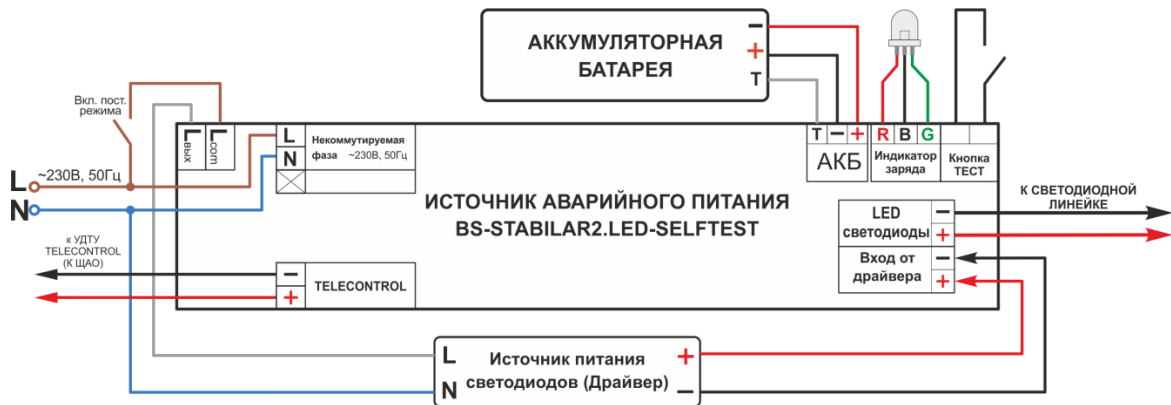 АККУМУЛЯТОРНАЯ
БАТАРЕЯ
−
+
T
Вкл. пост.
режима
Lвых
Lcom
L
N
Некоммутируемая
фаза ~230В, 50Гц
T − +
АКБ
R B G
Индикатор
заряда
Кнопка
ТЕСТ
L
~230В, 50Гц
N
ИСТОЧНИК АВАРИЙНОГО ПИТАНИЯ
BS-STABILAR2.LED-SELFTEST
К СВЕТОДИОДНОЙ
ЛИНЕЙКЕ
LED
светодиоды
−
+
Вход от
драйвера
−
+
к УДТУ
TELECONTROL
(К ЩАО)
−
+
TELECONTROL
L
N
Источник питания
светодиодов (Драйвер)
+
−